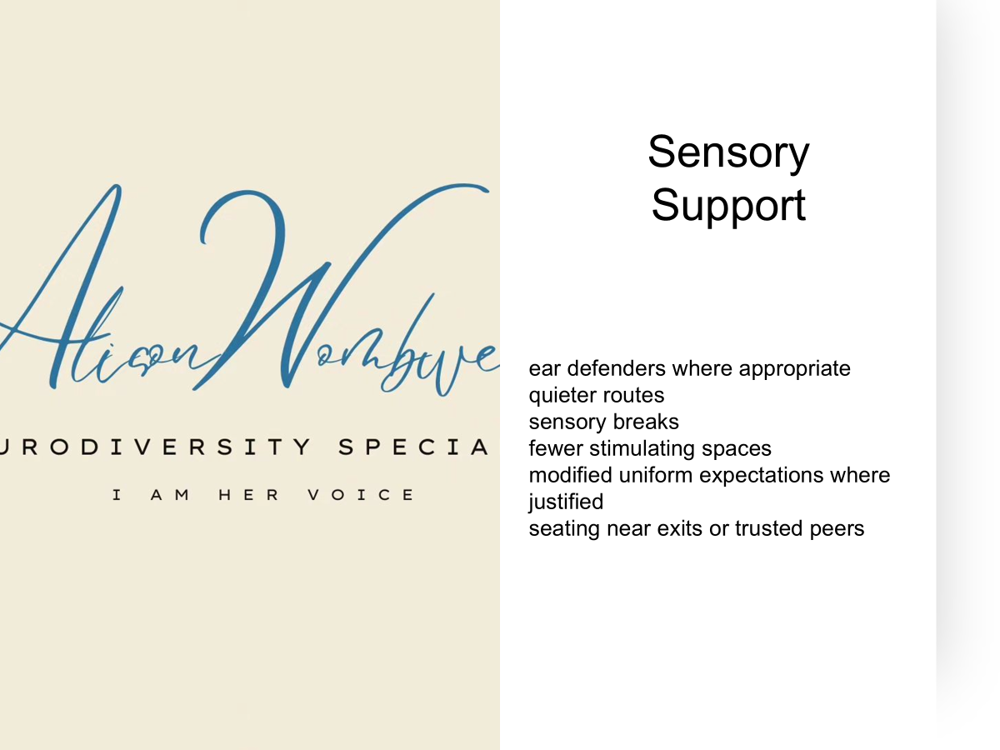 Alison Wombwe
URODIVERSITY SPECIA
I AM HER VOICE
Sensory
Support
ear defenders where appropriate
quieter routes
sensory breaks
fewer stimulating spaces
modified uniform expectations where
justified
seating near exits or trusted peers